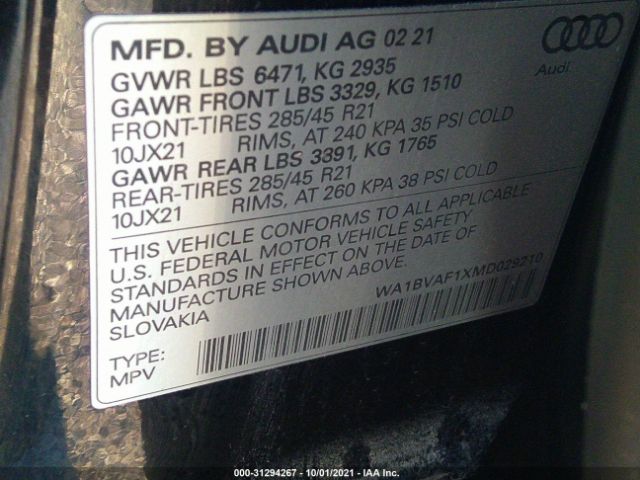 MFD. BY AUDI AG 02 21
GVWR LBS 6471, KG 2935
GAWR FRONT LBS 3329, KG 1510
FRONT-TIRES 285/45 R21
10JX21 RIMS, AT 240 KPA 35 PSI COLD
GAWR REAR LBS 3391, KG 1765
REAR-TIRES 285/45 R21
10JX21 RIMS, AT 260 KPA 38 PSI COLD
THIS VEHICLE CONFORMS TO ALL APPLICABLE
U.S. FEDERAL MOTOR VEHICLE SAFETY
STANDARDS IN EFFECT ON THE DATE OF
MANUFACTURE SHOWN ABOVE.
SLOVAKIA
WA1BVAF1XMD029210
TYPE:
MPV
Audi
000-31294267 - 10/01/2021 - IAA Inc.